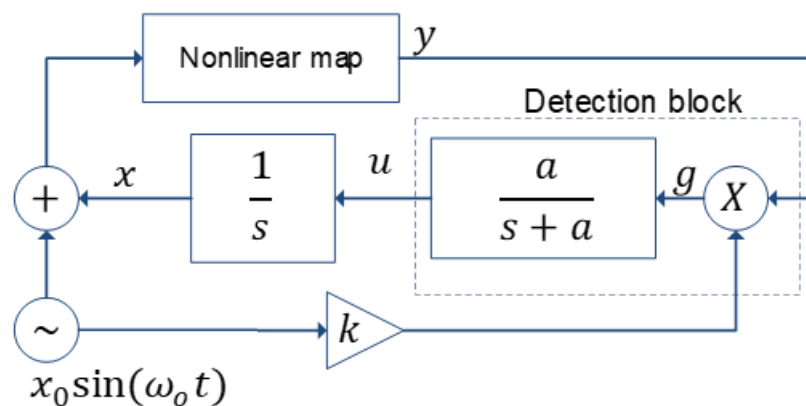 y
Nonlinear map
Detection block
x
1
s
u
a
s + a
g
X
+
~
k
x₀sin(ωₒt)